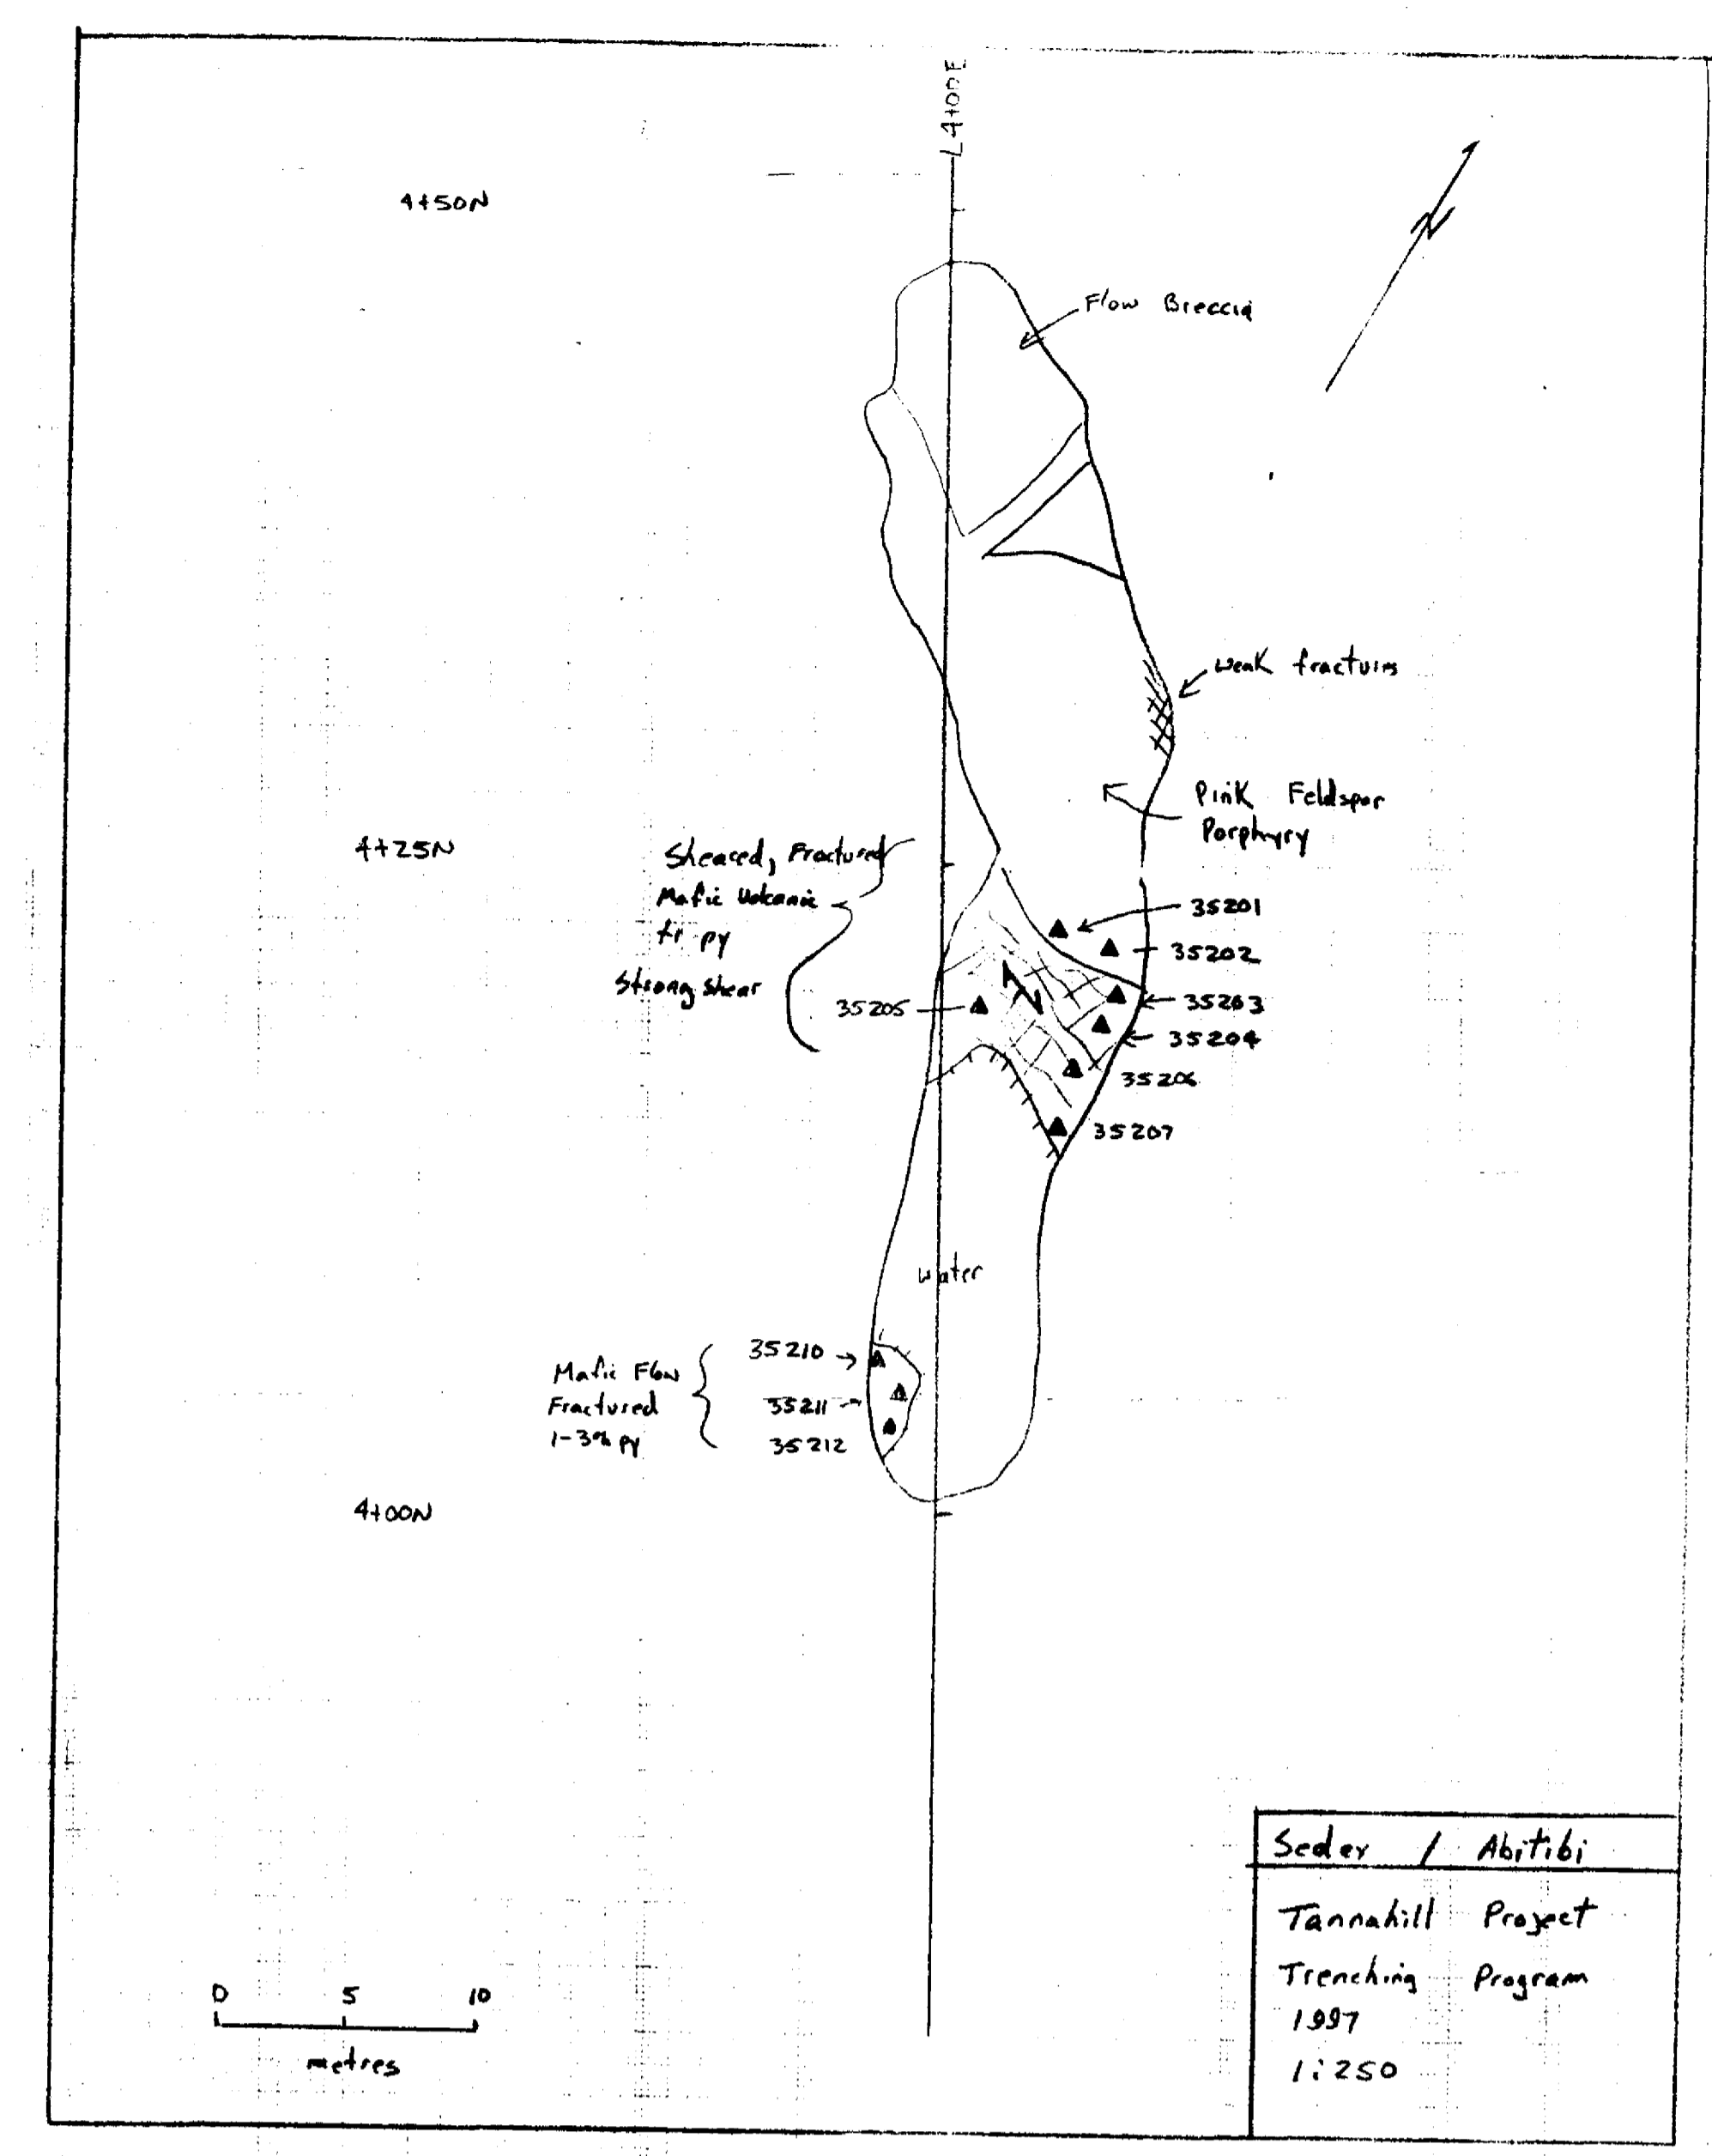 L4+00E
4+50N
N
Flow Breccia
Weak fractures
Pink Feldspar
Porphyry
4+25N
Sheared, Fractured
Mafic Volcanic
tr py
Strong Shear
35201
35202
35203
35204
35205
35206
35207
water
35210
35211
35212
Mafic Flow
Fractured
1-3% py
4+00N
0 5 10
metres
Seder / Abitibi
Tannahill Project
Trenching Program
1997
1:250